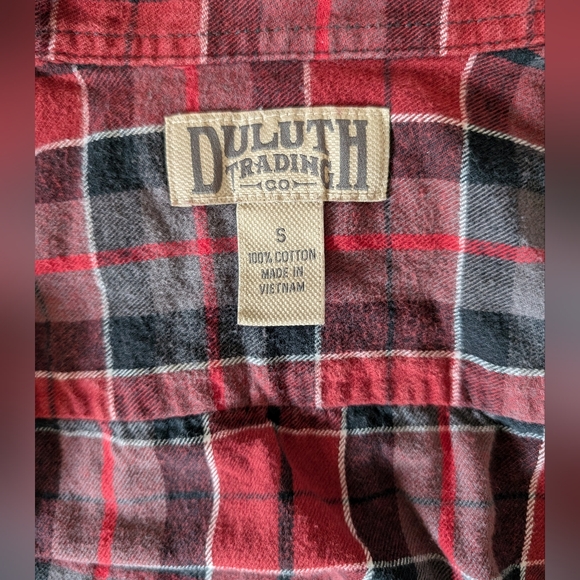 DULUTH
TRADING
CO
S
100% COTTON
MADE IN
VIETNAM